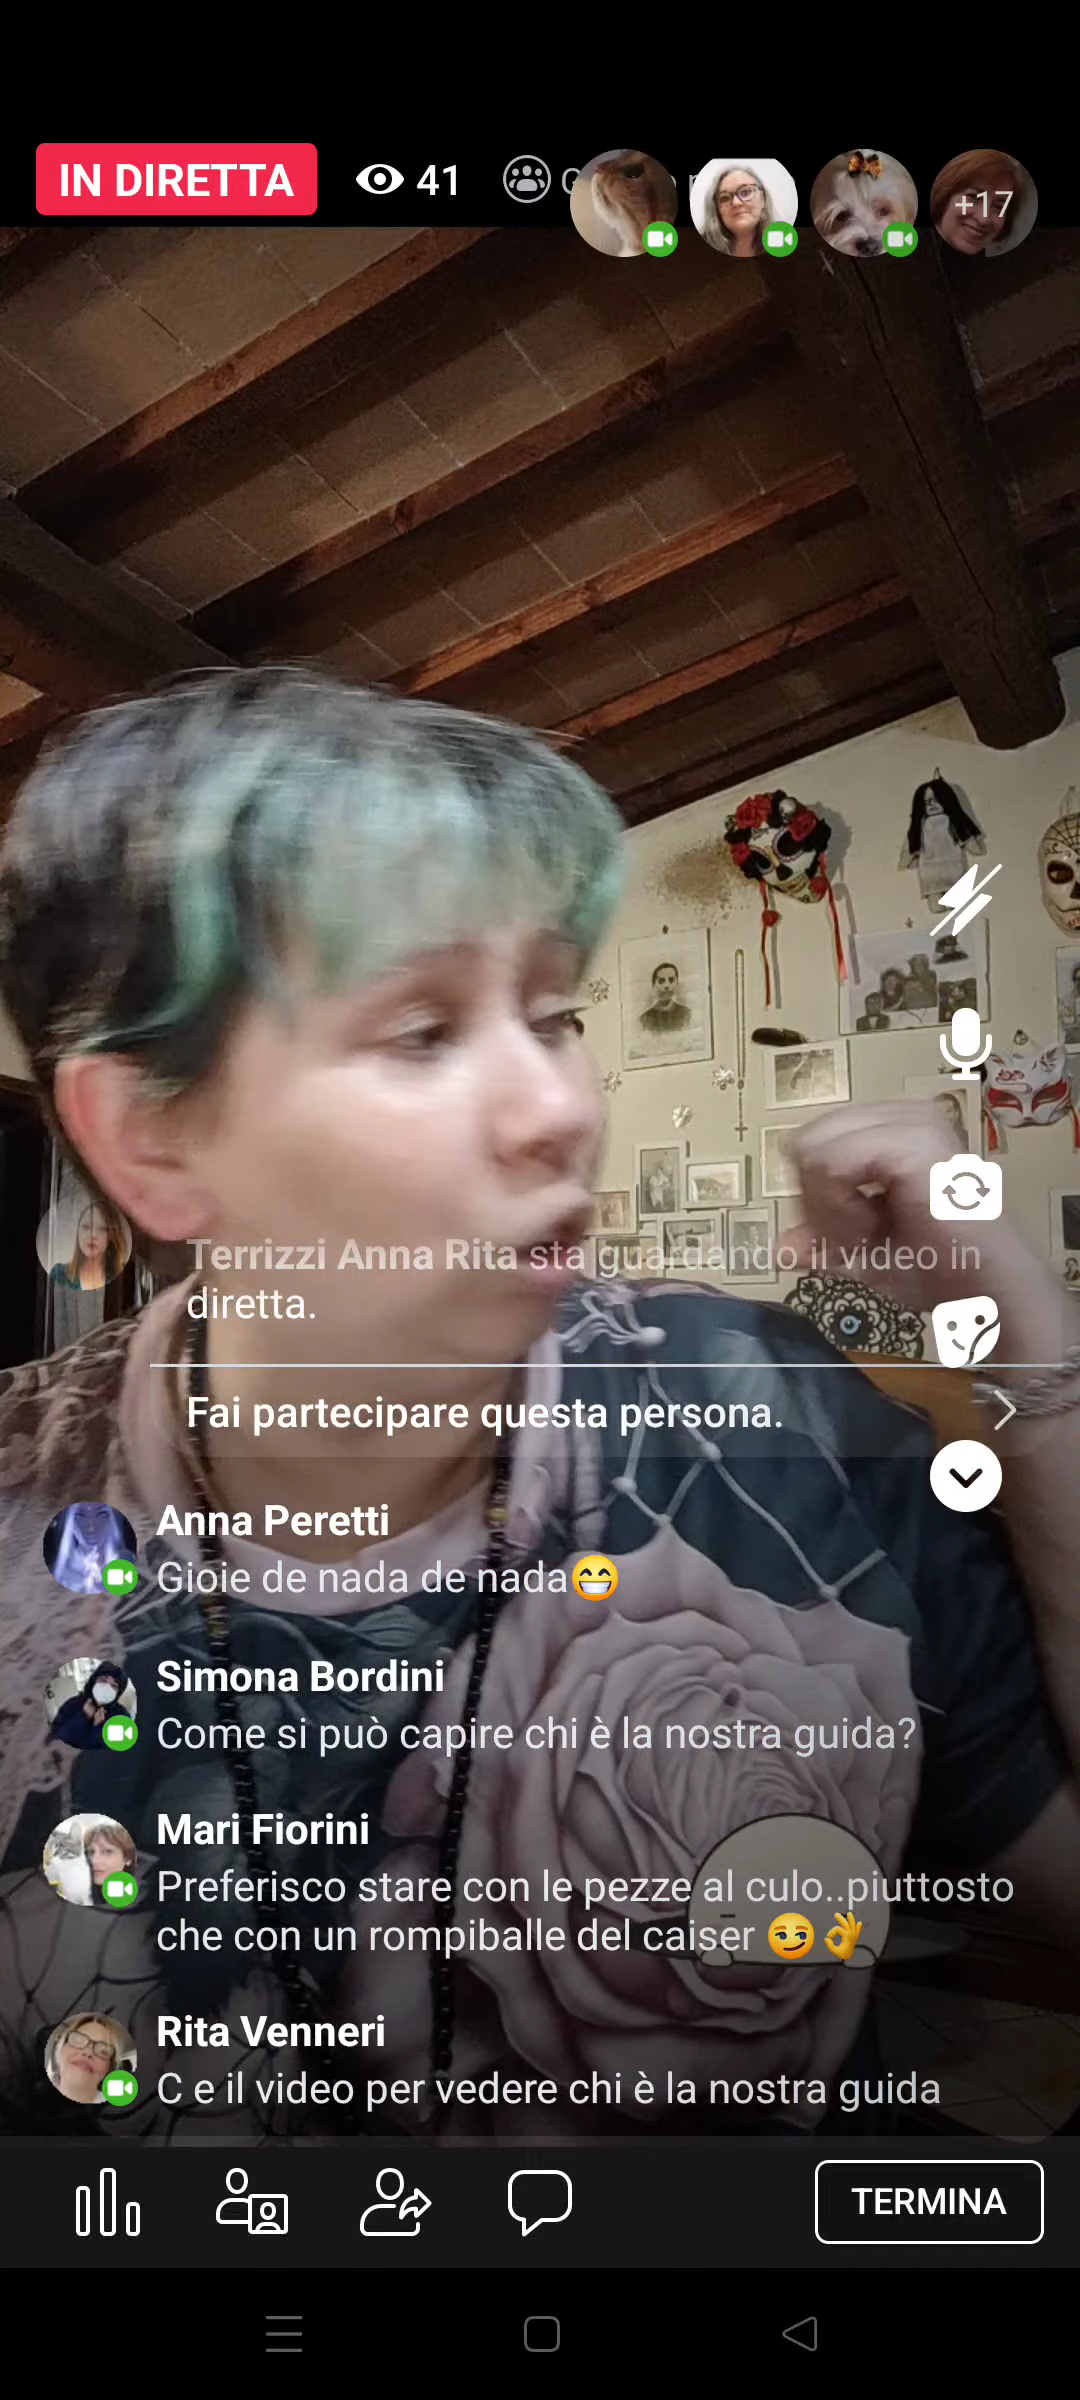 IN DIRETTA
41
+17
Terrizzi Anna Rita sta guardando il video in
diretta.
Fai partecipare questa persona.
Anna Peretti
Gioie de nada de nada😁
Simona Bordini
Come si può capire chi è la nostra guida?
Mari Fiorini
Preferisco stare con le pezze al culo..piuttosto
che con un rompiballe del caiser 😏👌
Rita Venneri
C e il video per vedere chi è la nostra guida
TERMINA